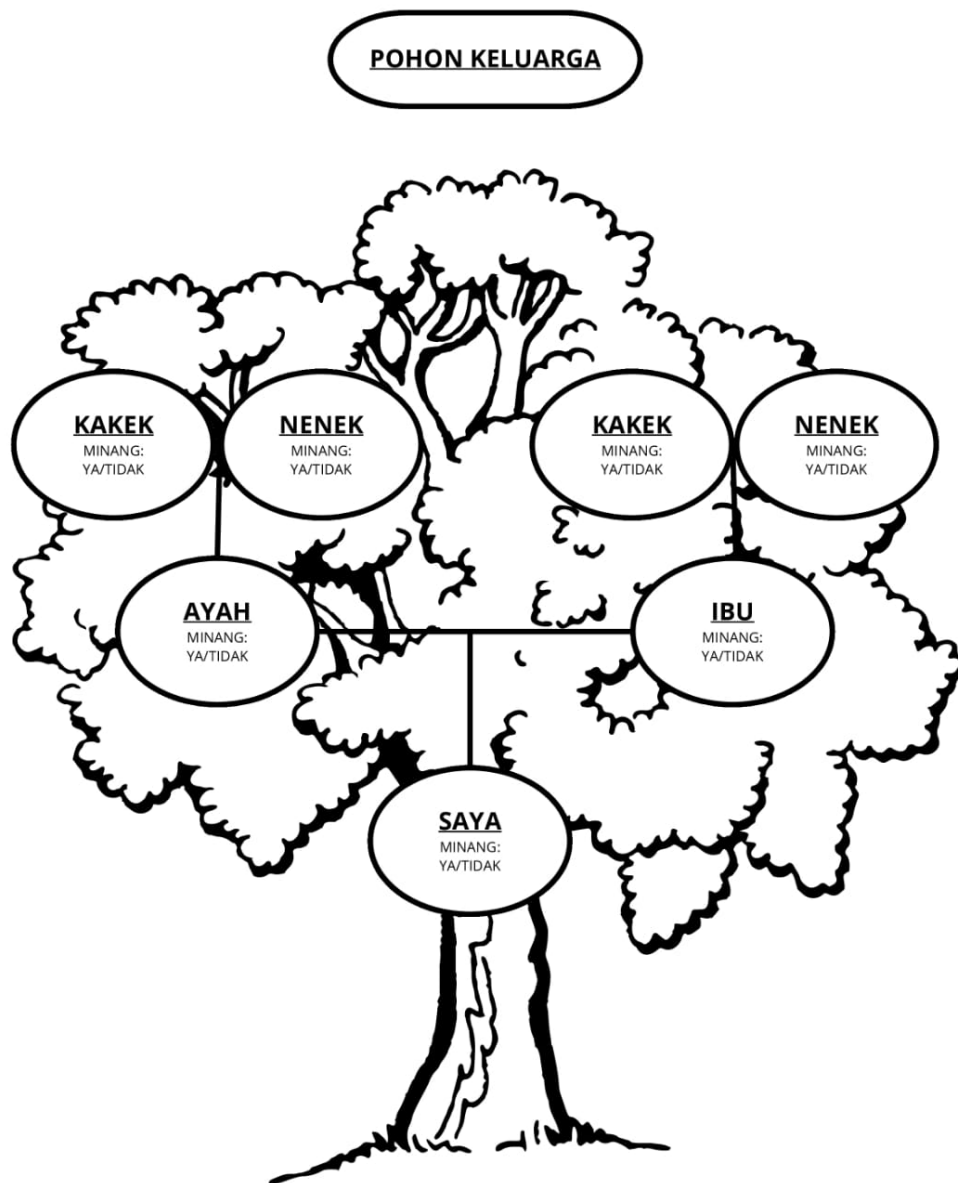 POHON KELUARGA
KAKEK
MINANG:
YA/TIDAK
NENEK
MINANG:
YA/TIDAK
KAKEK
MINANG:
YA/TIDAK
NENEK
MINANG:
YA/TIDAK
AYAH
MINANG:
YA/TIDAK
IBU
MINANG:
YA/TIDAK
SAYA
MINANG:
YA/TIDAK